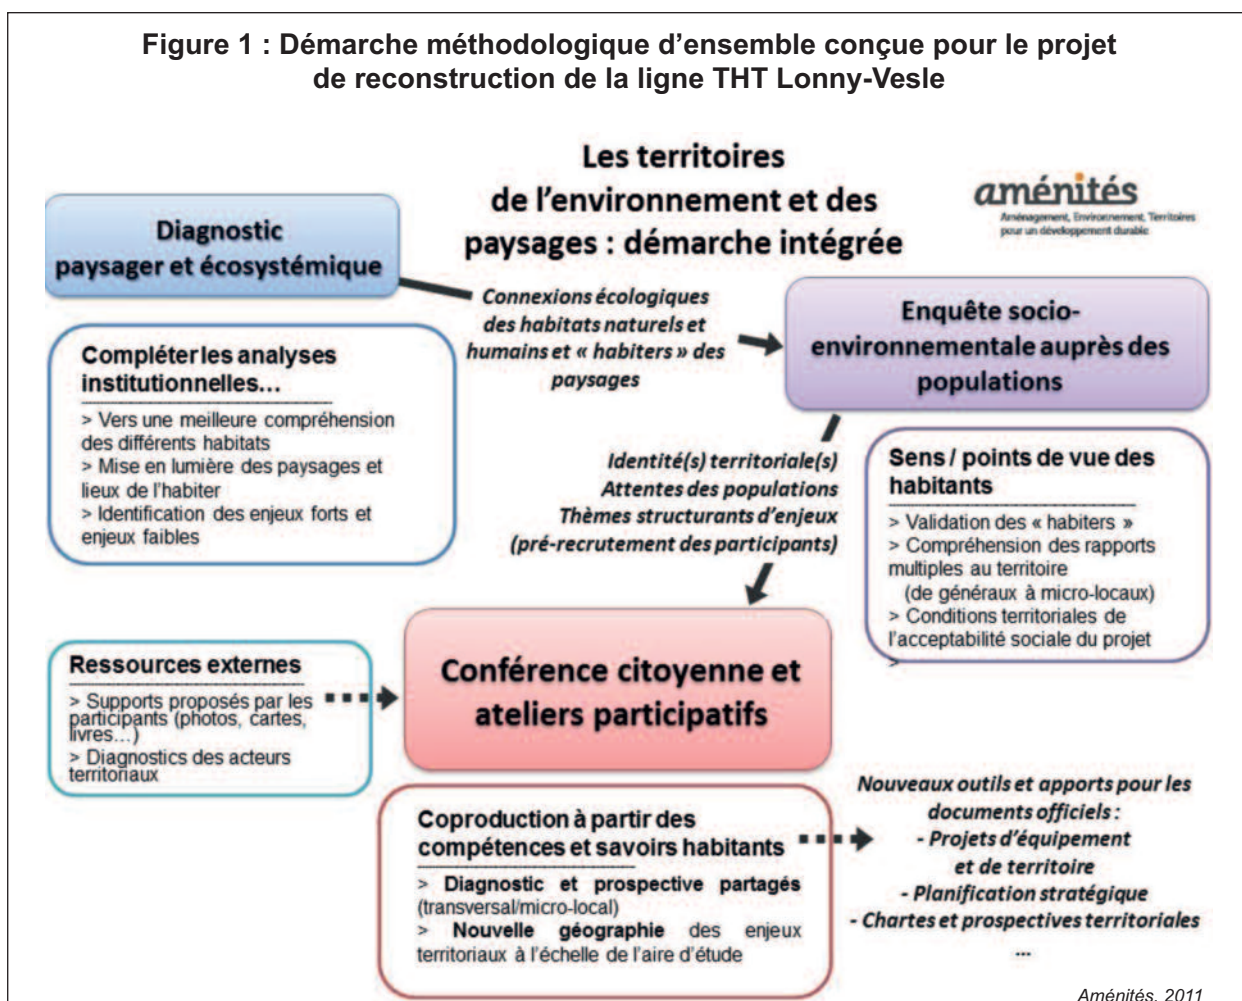 Figure 1 : Démarche méthodologique d’ensemble conçue pour le projet
de reconstruction de la ligne THT Lonny-Vesle
Les territoires
de l’environnement et des
paysages : démarche intégrée
aménités
Aménagement, Environnement, Territoires
pour un développement durable
Diagnostic
paysager et écosystémique
Connexions écologiques
des habitats naturels et
humains et « habiters » des
paysages
Enquête socio-
environnementale auprès des
populations
Compléter les analyses
institutionnelles…
> Vers une meilleure compréhension
des différents habitats
> Mise en lumière des paysages et
lieux de l’habiter
> Identification des enjeux forts et
enjeux faibles
Identité(s) territoriale(s)
Attentes des populations
Thèmes structurants d’enjeux
(pré-recrutement des participants)
Sens / points de vue des
habitants
> Validation des « habiters »
> Compréhension des rapports
multiples au territoire
(de généraux à micro-locaux)
> Conditions territoriales de
l’acceptabilité sociale du projet
>
Ressources externes
> Supports proposés par les
participants (photos, cartes,
livres…)
> Diagnostics des acteurs
territoriaux
Conférence citoyenne et
ateliers participatifs
Coproduction à partir des
compétences et savoirs habitants
> Diagnostic et prospective partagés
(transversal/micro-local)
> Nouvelle géographie des enjeux
territoriaux à l’échelle de l’aire d’étude
Nouveaux outils et apports pour les
documents officiels :
- Projets d’équipement
et de territoire
- Planification stratégique
- Chartes et prospectives territoriales
...
Aménités, 2011